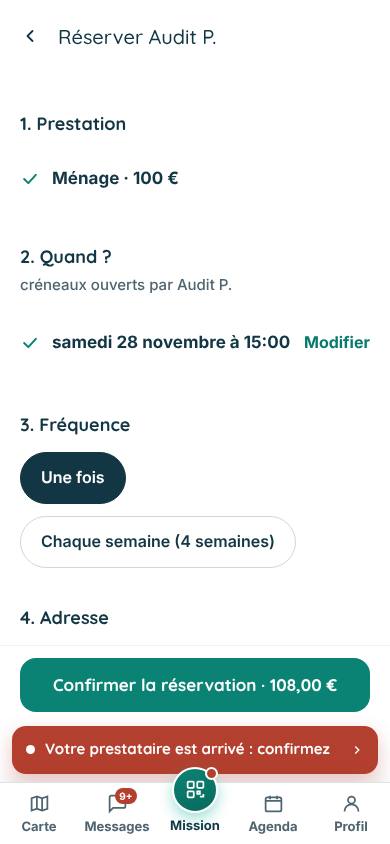 Réserver Audit P.
1. Prestation
Ménage · 100 €
2. Quand ?
créneaux ouverts par Audit P.
samedi 28 novembre à 15:00 Modifier
3. Fréquence
Une fois
Chaque semaine (4 semaines)
4. Adresse
Confirmer la réservation · 108,00 €
Votre prestataire est arrivé : confirmez
9+
Carte Messages Mission Agenda Profil